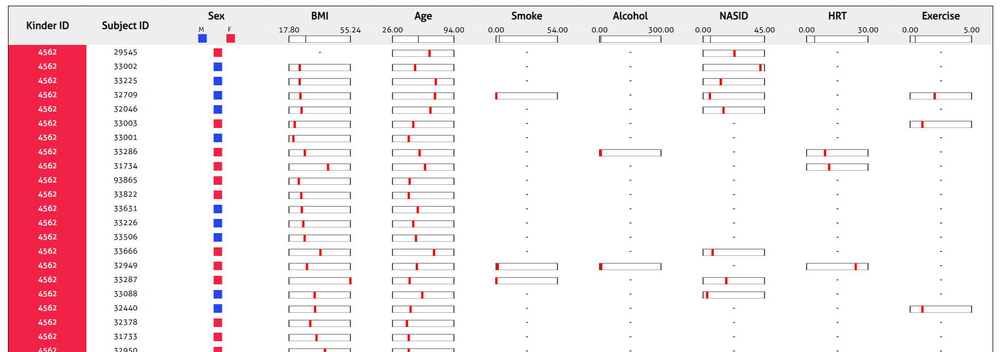 Kinder ID Subject ID Sex BMI Age Smoke Alcohol NASID HRT Exercise
M F 17.80 55.24 26.00 94.00 0.00 54.00 0.00 300.00 0.00 45.00 0.00 30.00 0.00 5.00
4562 29545 - - - - -
4562 33002 - - - -
4562 33225 - - - -
4562 32709 - -
4562 32046 - - - -
4562 33003 - - - -
4562 33001 - - - - -
4562 33286 - - -
4562 31734 - - - -
4562 93865 - - - - -
4562 33822 - - - - -
4562 33631 - - - - -
4562 33226 - - - - -
4562 33506 - - - - -
4562 33666 - - - -
4562 32949 - -
4562 33287 - - -
4562 33088 - - - -
4562 32440 - - - -
4562 32378 - - - - -
4562 31733 - - - - -
4562 32950 - - - - -